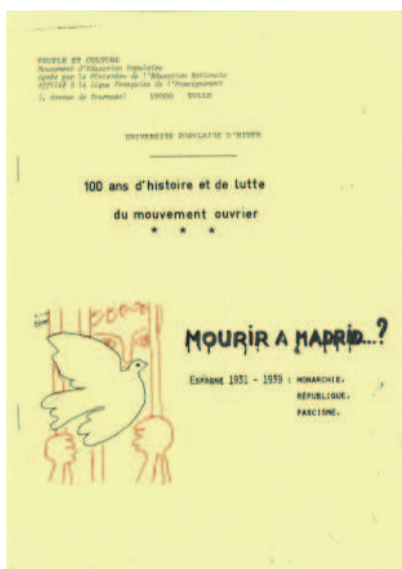 PEUPLE ET CULTURE
Mouvement d'Education Populaire
agréé par le Ministère de l'Education Nationale
Affilié à la Ligue Française de l'Enseignement
1, Avenue de 19000 TULLE
UNIVERSITE POPULAIRE D'HIVER
100 ans d'histoire et de lutte
du mouvement ouvrier
* * *
MOURIR A MADRID...?
ESPAGNE 1931 - 1939 : MONARCHIE.
RÉPUBLIQUE.
FASCISME.